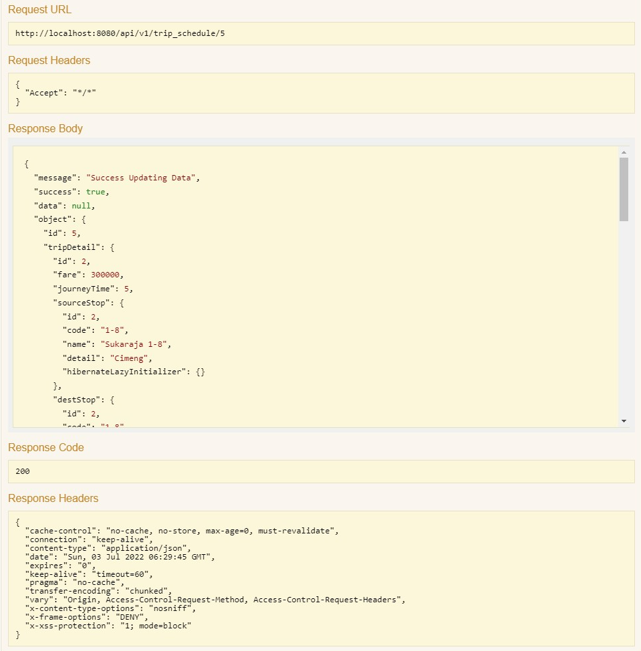 Request URL
http://localhost:8080/api/v1/trip_schedule/5
Request Headers
{
"Accept": "*/*"
}
Response Body
{
"message": "Success Updating Data",
"success": true,
"data": null,
"object": {
"id": 5,
"tripDetail": {
"id": 2,
"fare": 300000,
"journeyTime": 5,
"sourceStop": {
"id": 2,
"code": "1-8",
"name": "Sukaraja 1-8",
"detail": "Cimeng",
"hibernateLazyInitializer": {}
},
"destStop": {
"id": 2,
"code": "1-8"
Response Code
200
Response Headers
{
"cache-control": "no-cache, no-store, max-age=0, must-revalidate",
"connection": "keep-alive",
"content-type": "application/json",
"date": "Sun, 03 Jul 2022 06:29:45 GMT",
"expires": "0",
"keep-alive": "timeout=60",
"pragma": "no-cache",
"transfer-encoding": "chunked",
"vary": "Origin, Access-Control-Request-Method, Access-Control-Request-Headers",
"x-content-type-options": "nosniff",
"x-frame-options": "DENY",
"x-xss-protection": "1; mode=block"
}